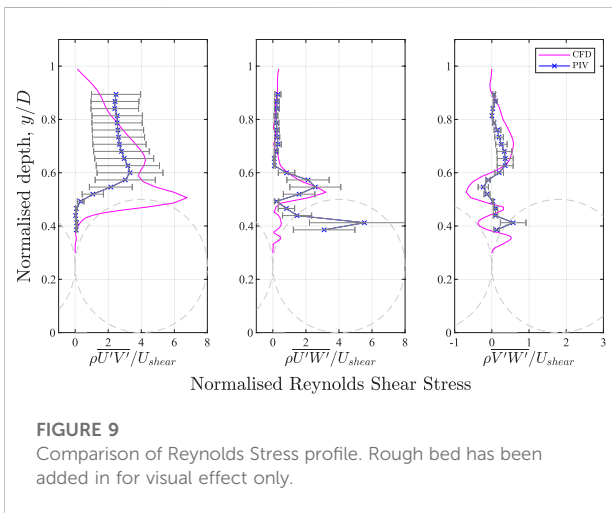 CFD
PIV
Normalised depth, y/D
1
0.8
0.6
0.4
0.2
0
0 2 4 6 8
ρU'V'/U_shear
1
0.8
0.6
0.4
0.2
0
0 2 4 6 8
ρU'W'/U_shear
1
0.8
0.6
0.4
0.2
0
-1 0 1 2 3
ρV'W'/U_shear
Normalised Reynolds Shear Stress
FIGURE 9
Comparison of Reynolds Stress profile. Rough bed has been
added in for visual effect only.